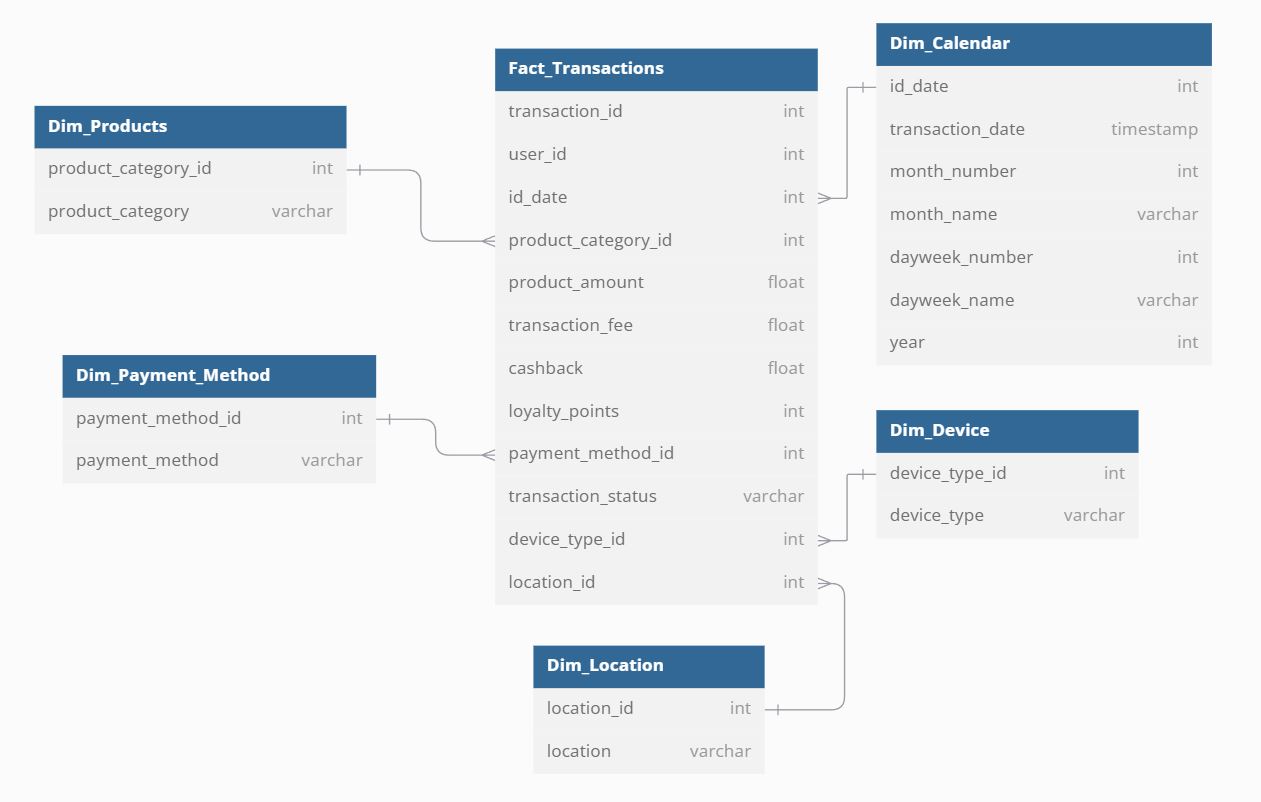 Dim_Products
product_category_id int
product_category varchar
Dim_Payment_Method
payment_method_id int
payment_method varchar
Fact_Transactions
transaction_id int
user_id int
id_date int
product_category_id int
product_amount float
transaction_fee float
cashback float
loyalty_points int
payment_method_id int
transaction_status varchar
device_type_id int
location_id int
Dim_Calendar
id_date int
transaction_date timestamp
month_number int
month_name varchar
dayweek_number int
dayweek_name varchar
year int
Dim_Device
device_type_id int
device_type varchar
Dim_Location
location_id int
location varchar